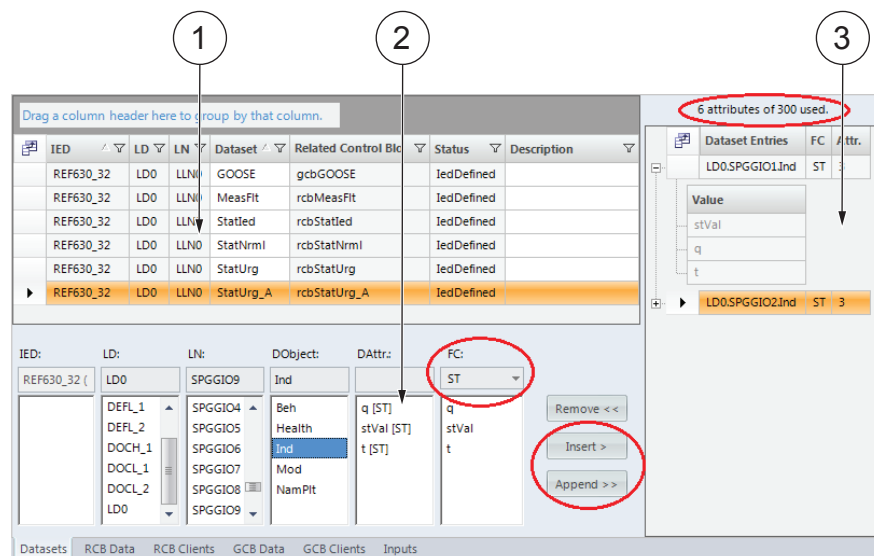 1 2 3
6 attributes of 300 used.
Drag a column header here to group by that column.
IED LD LN Dataset Related Control Blo Status Description
REF630_32 LD0 LLN0 GOOSE gcbGOOSE IedDefined
REF630_32 LD0 LLN0 MeasFlt rcbMeasFlt IedDefined
REF630_32 LD0 LLN0 StatIed rcbStatIed IedDefined
REF630_32 LD0 LLN0 StatNrml rcbStatNrml IedDefined
REF630_32 LD0 LLN0 StatUrg rcbStatUrg IedDefined
REF630_32 LD0 LLN0 StatUrg_A rcbStatUrg_A IedDefined
Dataset Entries FC Attr.
LD0.SPGGIO1.Ind ST 3
Value
stVal
q
t
LD0.SPGGIO2.Ind ST 3
IED: LD: LN: DObject: DAttr.: FC:
REF630_32 ( LD0 SPGGIO9 Ind ST
DEFL_1 SPGGIO4 Beh q [ST] q
DEFL_2 SPGGIO5 Health stVal [ST] stVal
DOCH_1 SPGGIO6 Ind t [ST] t
DOCL_1 SPGGIO7 Mod
DOCL_2 SPGGIO8 NamPlt
LD0 SPGGIO9
Remove <<
Insert >
Append >>
Datasets RCB Data RCB Clients GCB Data GCB Clients Inputs